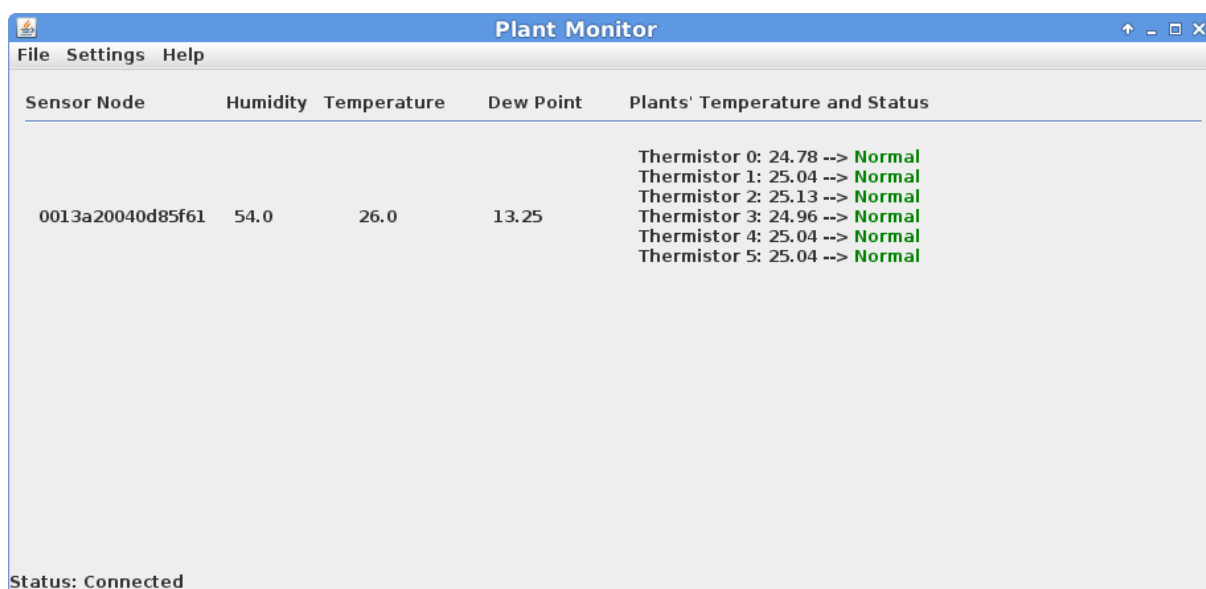 Plant Monitor
File Settings Help
Sensor Node Humidity Temperature Dew Point Plants' Temperature and Status
Thermistor 0: 24.78 --> Normal
Thermistor 1: 25.04 --> Normal
Thermistor 2: 25.13 --> Normal
0013a20040d85f61 54.0 26.0 13.25 Thermistor 3: 24.96 --> Normal
Thermistor 4: 25.04 --> Normal
Thermistor 5: 25.04 --> Normal
Status: Connected